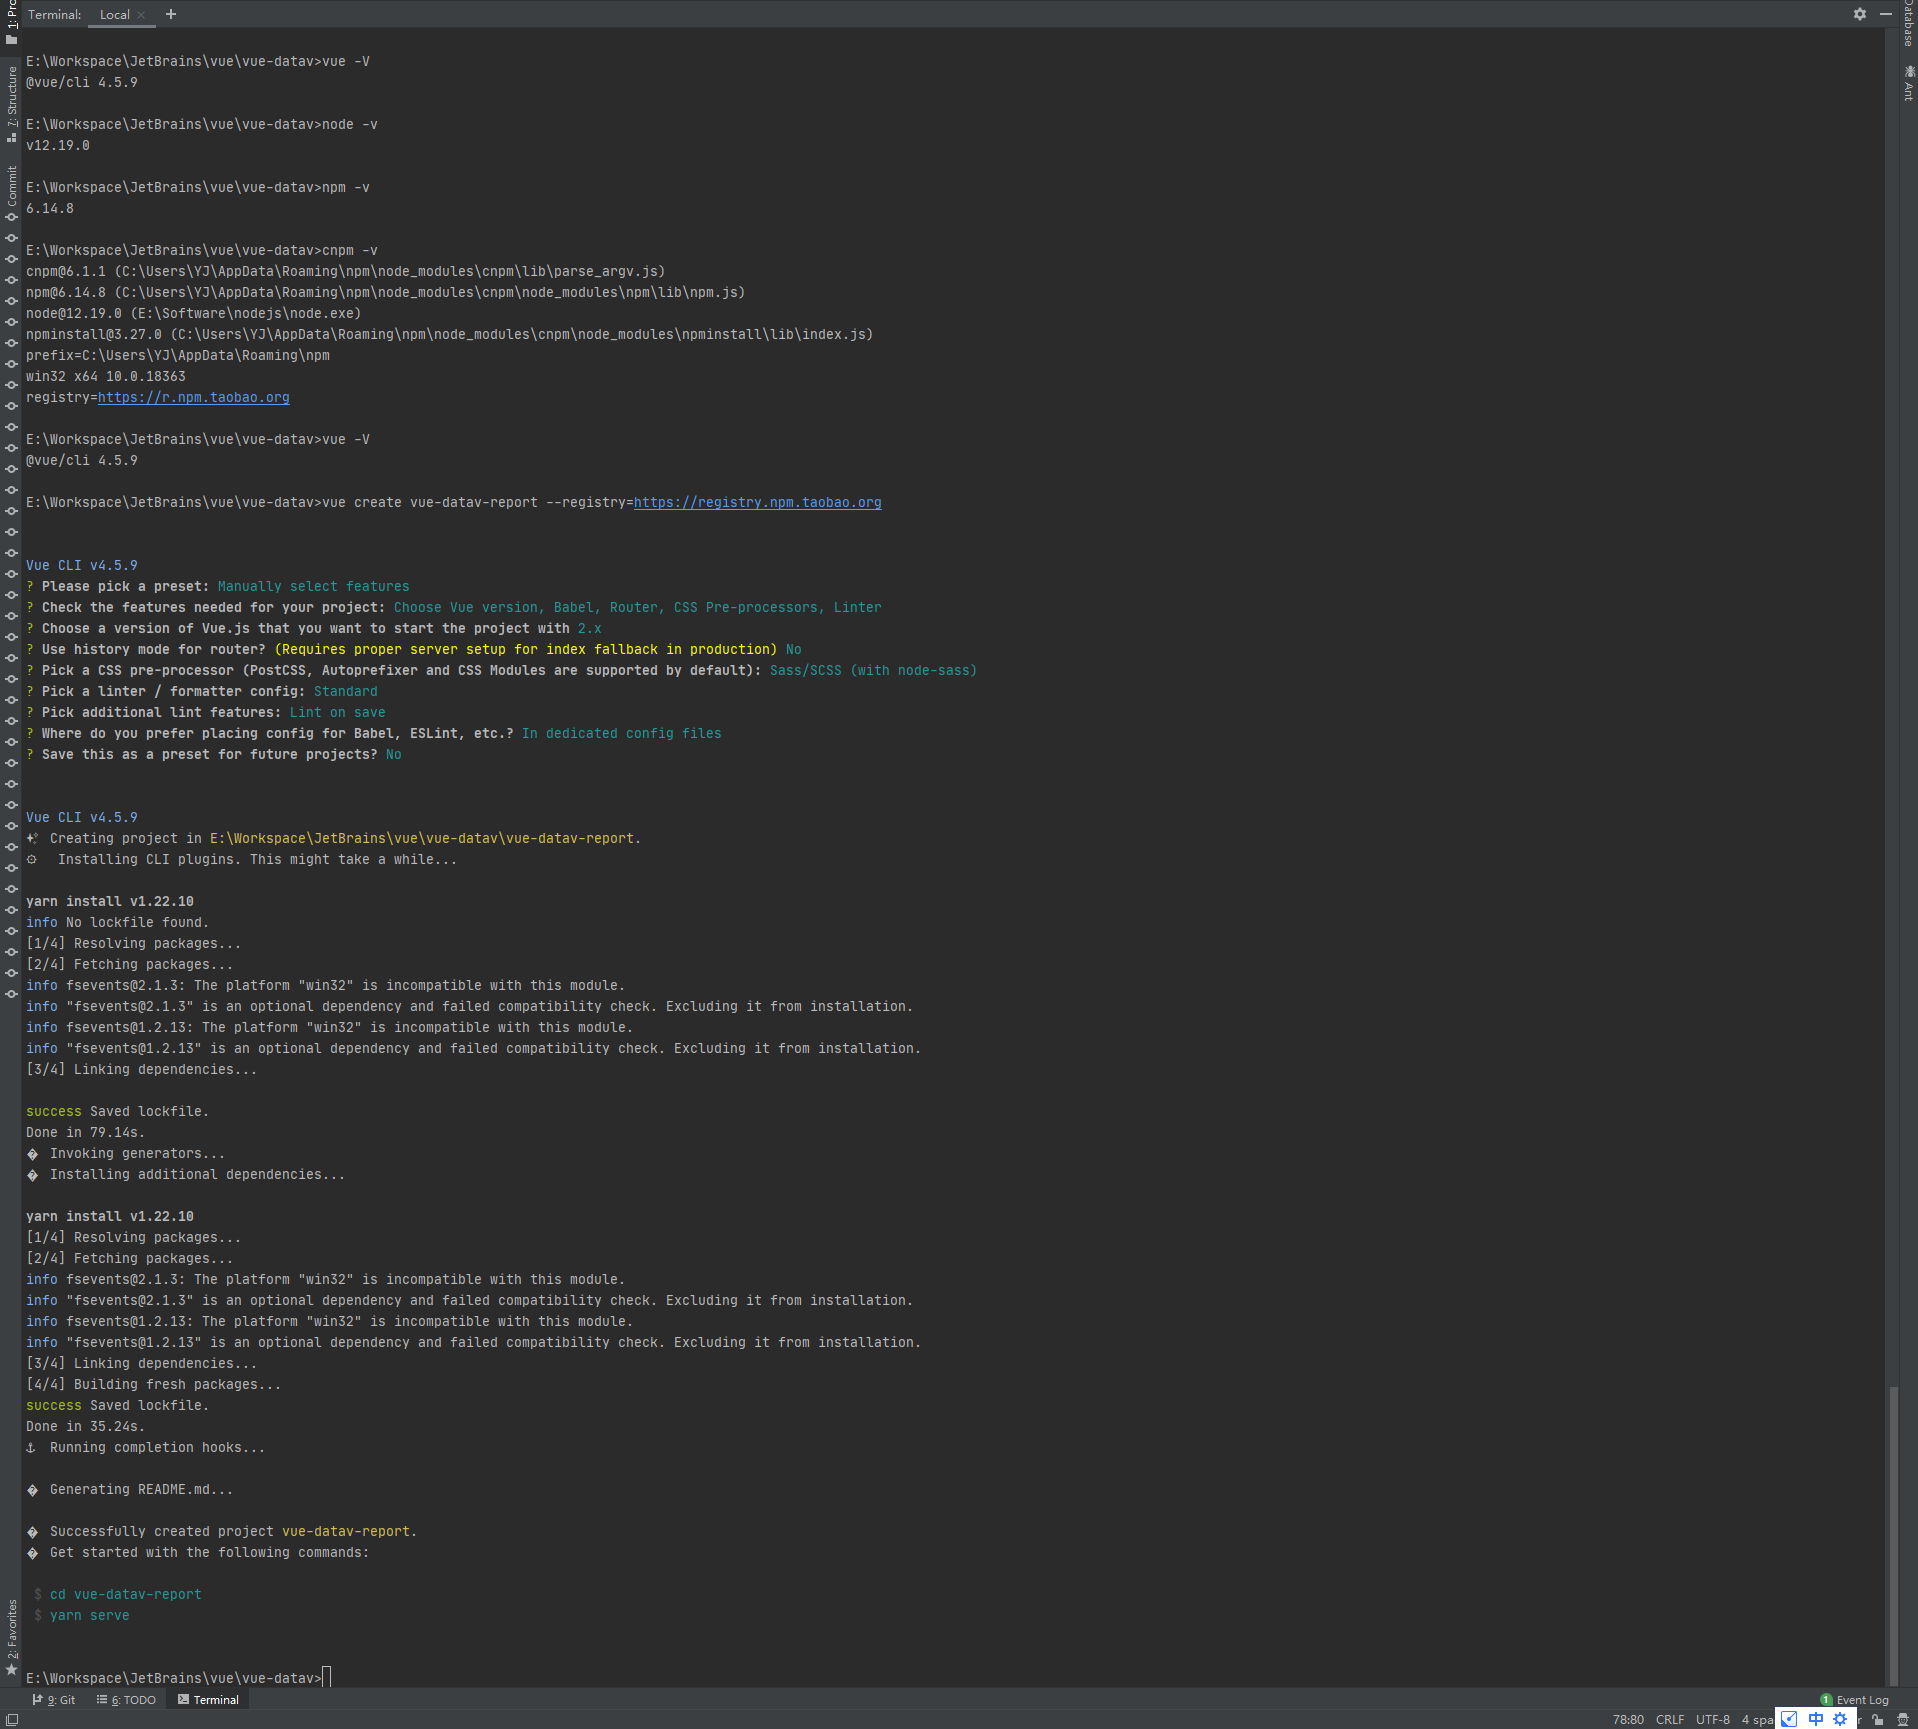 Terminal: Local × +
1: Pro
7: Structure
Commit
2: Favorites
Database
Ant
E:\Workspace\JetBrains\vue\vue-datav>vue -V
@vue/cli 4.5.9
E:\Workspace\JetBrains\vue\vue-datav>node -v
v12.19.0
E:\Workspace\JetBrains\vue\vue-datav>npm -v
6.14.8
E:\Workspace\JetBrains\vue\vue-datav>cnpm -v
cnpm@6.1.1 (C:\Users\YJ\AppData\Roaming\npm\node_modules\cnpm\lib\parse_argv.js)
npm@6.14.8 (C:\Users\YJ\AppData\Roaming\npm\node_modules\cnpm\node_modules\npm\lib\npm.js)
node@12.19.0 (E:\Software\nodejs\node.exe)
npminstall@3.27.0 (C:\Users\YJ\AppData\Roaming\npm\node_modules\cnpm\node_modules\npminstall\lib\index.js)
prefix=C:\Users\YJ\AppData\Roaming\npm
win32 x64 10.0.18363
registry=https://r.npm.taobao.org
E:\Workspace\JetBrains\vue\vue-datav>vue -V
@vue/cli 4.5.9
E:\Workspace\JetBrains\vue\vue-datav>vue create vue-datav-report --registry=https://registry.npm.taobao.org
Vue CLI v4.5.9
? Please pick a preset: Manually select features
? Check the features needed for your project: Choose Vue version, Babel, Router, CSS Pre-processors, Linter
? Choose a version of Vue.js that you want to start the project with 2.x
? Use history mode for router? (Requires proper server setup for index fallback in production) No
? Pick a CSS pre-processor (PostCSS, Autoprefixer and CSS Modules are supported by default): Sass/SCSS (with node-sass)
? Pick a linter / formatter config: Standard
? Pick additional lint features: Lint on save
? Where do you prefer placing config for Babel, ESLint, etc.? In dedicated config files
? Save this as a preset for future projects? No
Vue CLI v4.5.9
✨ Creating project in E:\Workspace\JetBrains\vue\vue-datav\vue-datav-report.
⚙ Installing CLI plugins. This might take a while...
yarn install v1.22.10
info No lockfile found.
[1/4] Resolving packages...
[2/4] Fetching packages...
info fsevents@2.1.3: The platform "win32" is incompatible with this module.
info "fsevents@2.1.3" is an optional dependency and failed compatibility check. Excluding it from installation.
info fsevents@1.2.13: The platform "win32" is incompatible with this module.
info "fsevents@1.2.13" is an optional dependency and failed compatibility check. Excluding it from installation.
[3/4] Linking dependencies...
success Saved lockfile.
Done in 79.14s.
� Invoking generators...
� Installing additional dependencies...
yarn install v1.22.10
[1/4] Resolving packages...
[2/4] Fetching packages...
info fsevents@2.1.3: The platform "win32" is incompatible with this module.
info "fsevents@2.1.3" is an optional dependency and failed compatibility check. Excluding it from installation.
info fsevents@1.2.13: The platform "win32" is incompatible with this module.
info "fsevents@1.2.13" is an optional dependency and failed compatibility check. Excluding it from installation.
[3/4] Linking dependencies...
[4/4] Building fresh packages...
success Saved lockfile.
Done in 35.24s.
⚓ Running completion hooks...
� Generating README.md...
� Successfully created project vue-datav-report.
� Get started with the following commands:
$ cd vue-datav-report
$ yarn serve
E:\Workspace\JetBrains\vue\vue-datav>
9: Git 6: TODO Terminal 1 Event Log
78:80 CRLF UTF-8 4 spa 中 r